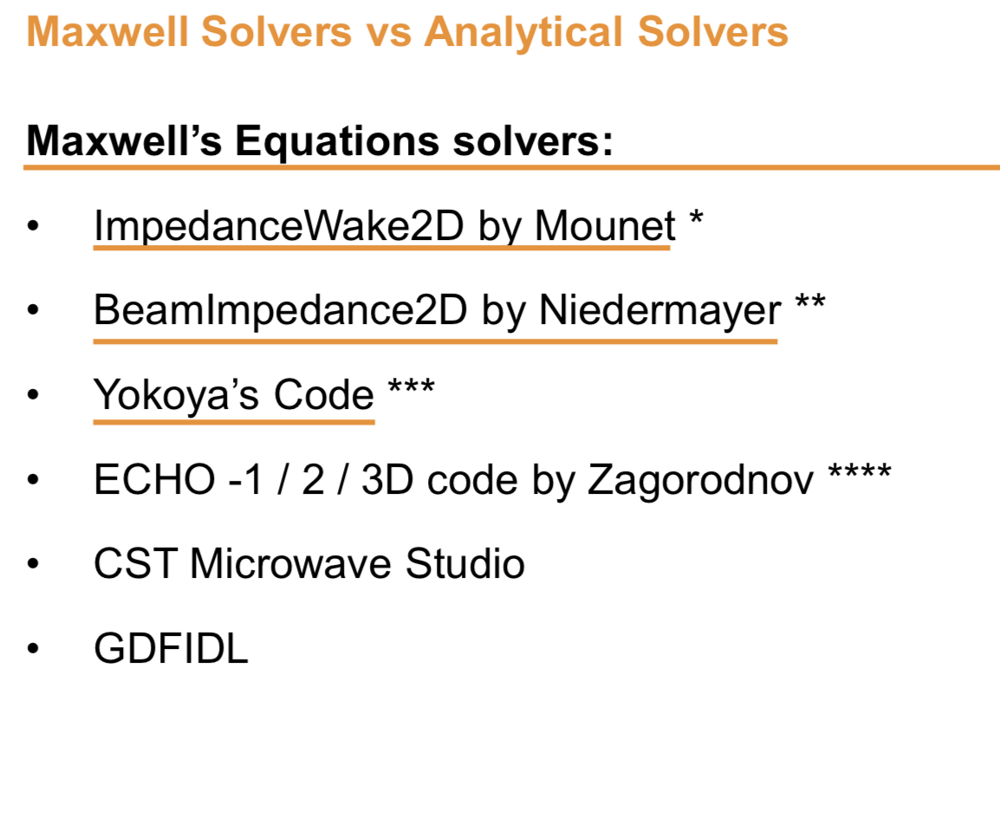 Maxwell Solvers vs Analytical Solvers
Maxwell’s Equations solvers:
• ImpedanceWake2D by Mounet *
• BeamImpedance2D by Niedermayer **
• Yokoya’s Code ***
• ECHO -1 / 2 / 3D code by Zagorodnov ****
• CST Microwave Studio
• GDFIDL